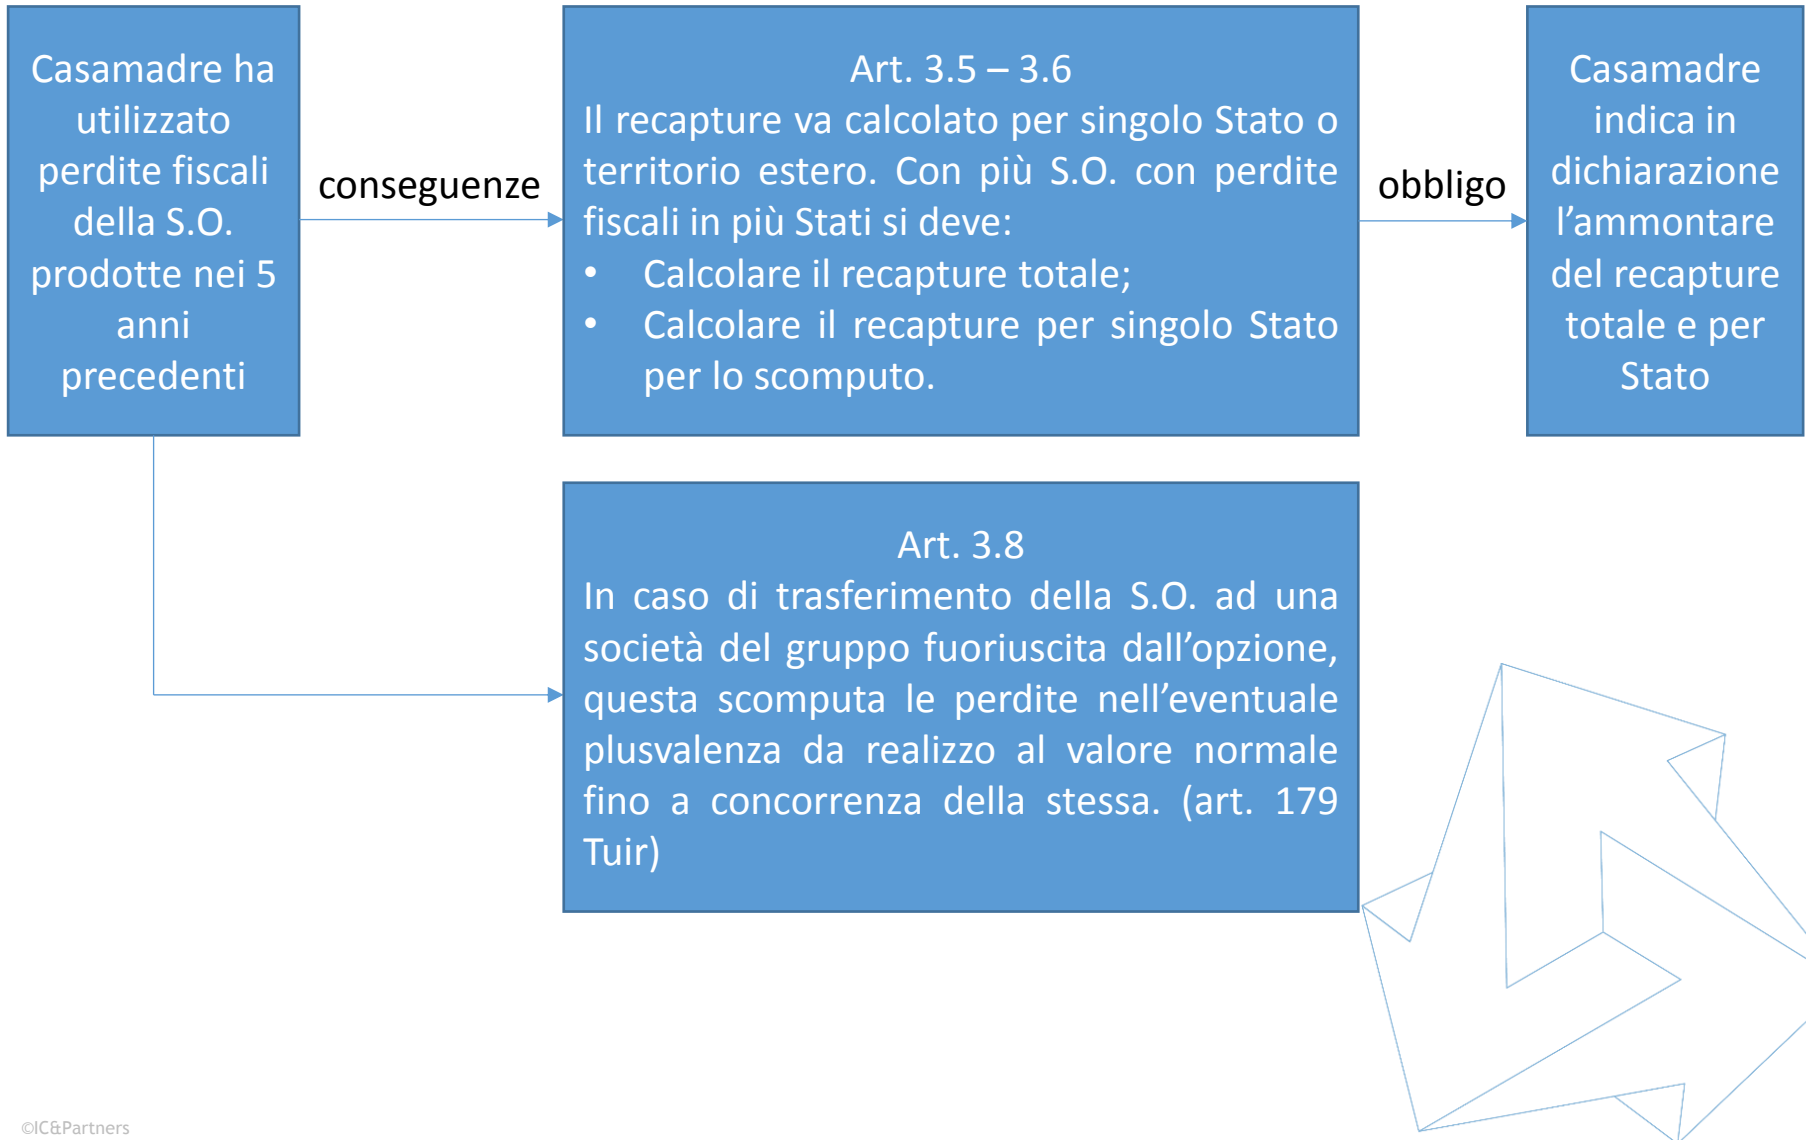 Casamadre ha
utilizzato
perdite fiscali
della S.O.
prodotte nei 5
anni
precedenti
conseguenze
Art. 3.5 – 3.6
Il recapture va calcolato per singolo Stato o
territorio estero. Con più S.O. con perdite
fiscali in più Stati si deve:
• Calcolare il recapture totale;
• Calcolare il recapture per singolo Stato
per lo scomputo.
obbligo
Casamadre
indica in
dichiarazione
l’ammontare
del recapture
totale e per
Stato
Art. 3.8
In caso di trasferimento della S.O. ad una
società del gruppo fuoriuscita dall’opzione,
questa scomputa le perdite nell’eventuale
plusvalenza da realizzo al valore normale
fino a concorrenza della stessa. (art. 179
Tuir)
©IC&Partners